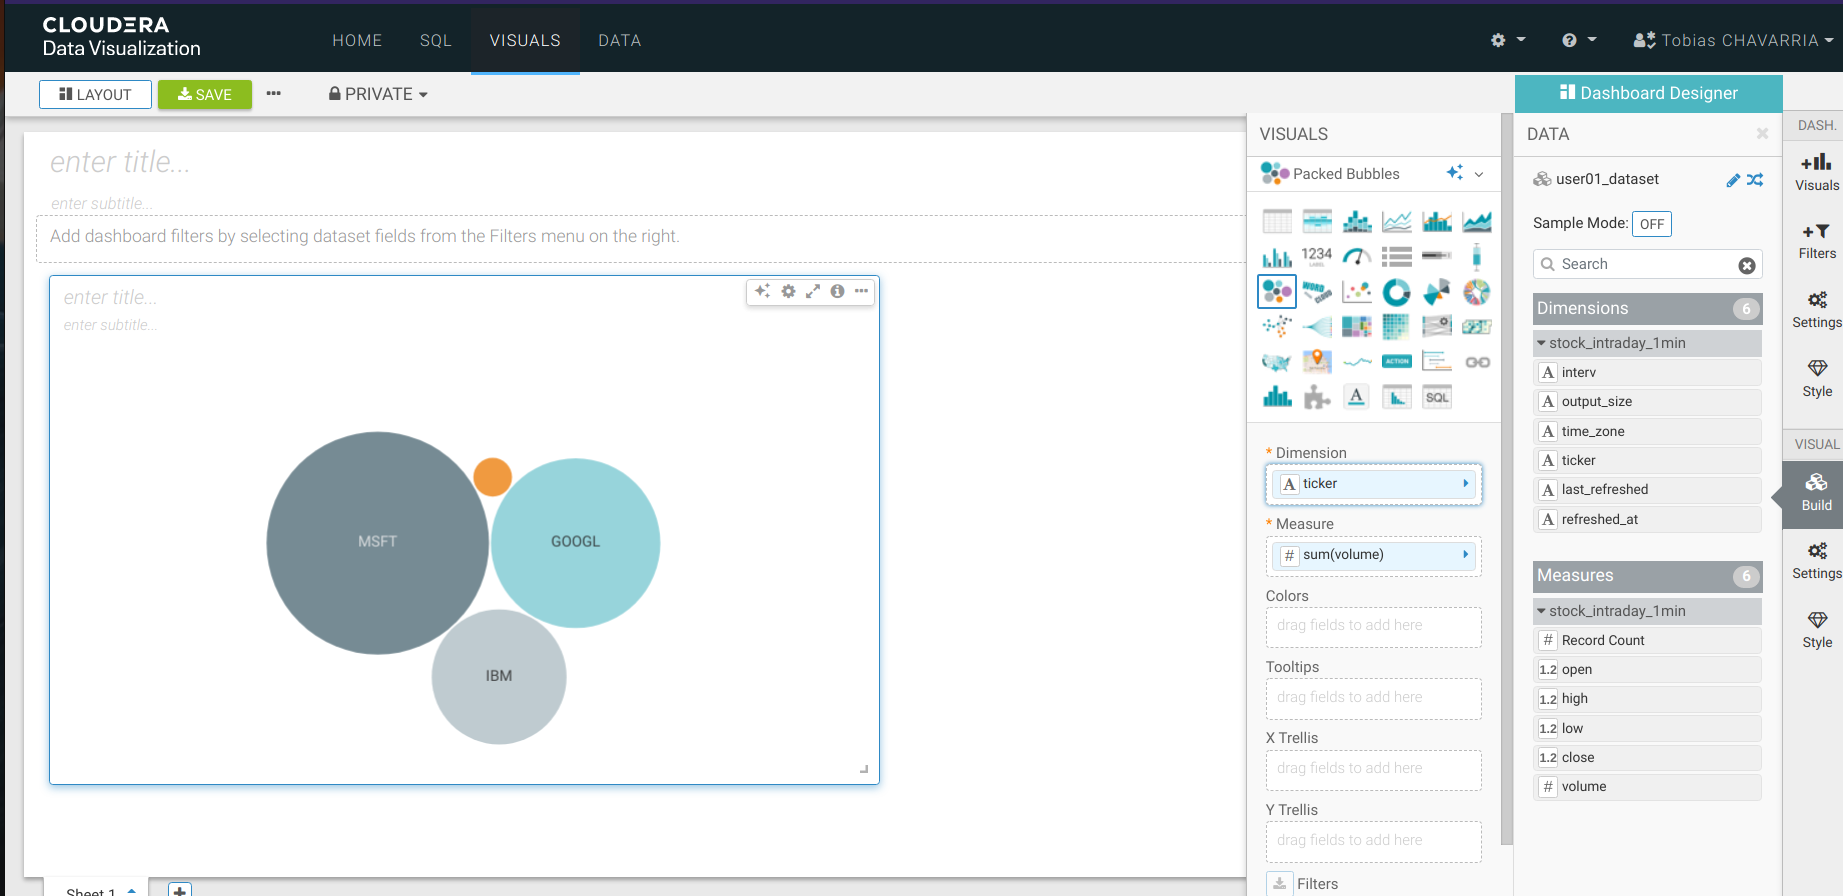 CLOUDERA
Data Visualization
HOME SQL VISUALS DATA
Tobias CHAVARRIA
LAYOUT SAVE PRIVATE
Dashboard Designer
enter title...
enter subtitle...
Add dashboard filters by selecting dataset fields from the Filters menu on the right.
enter title...
enter subtitle...
MSFT
GOOGL
IBM
Sheet 1
VISUALS
Packed Bubbles
1234
LABEL
WORD
CLOUD
ACTION
A
SQL
* Dimension
A ticker
* Measure
# sum(volume)
Colors
drag fields to add here
Tooltips
drag fields to add here
X Trellis
drag fields to add here
Y Trellis
drag fields to add here
Filters
DATA
user01_dataset
Sample Mode: OFF
Search
Dimensions 6
stock_intraday_1min
A interv
A output_size
A time_zone
A ticker
A last_refreshed
A refreshed_at
Measures 6
stock_intraday_1min
# Record Count
1.2 open
1.2 high
1.2 low
1.2 close
# volume
DASH.
Visuals
Filters
Settings
Style
VISUAL
Build
Settings
Style